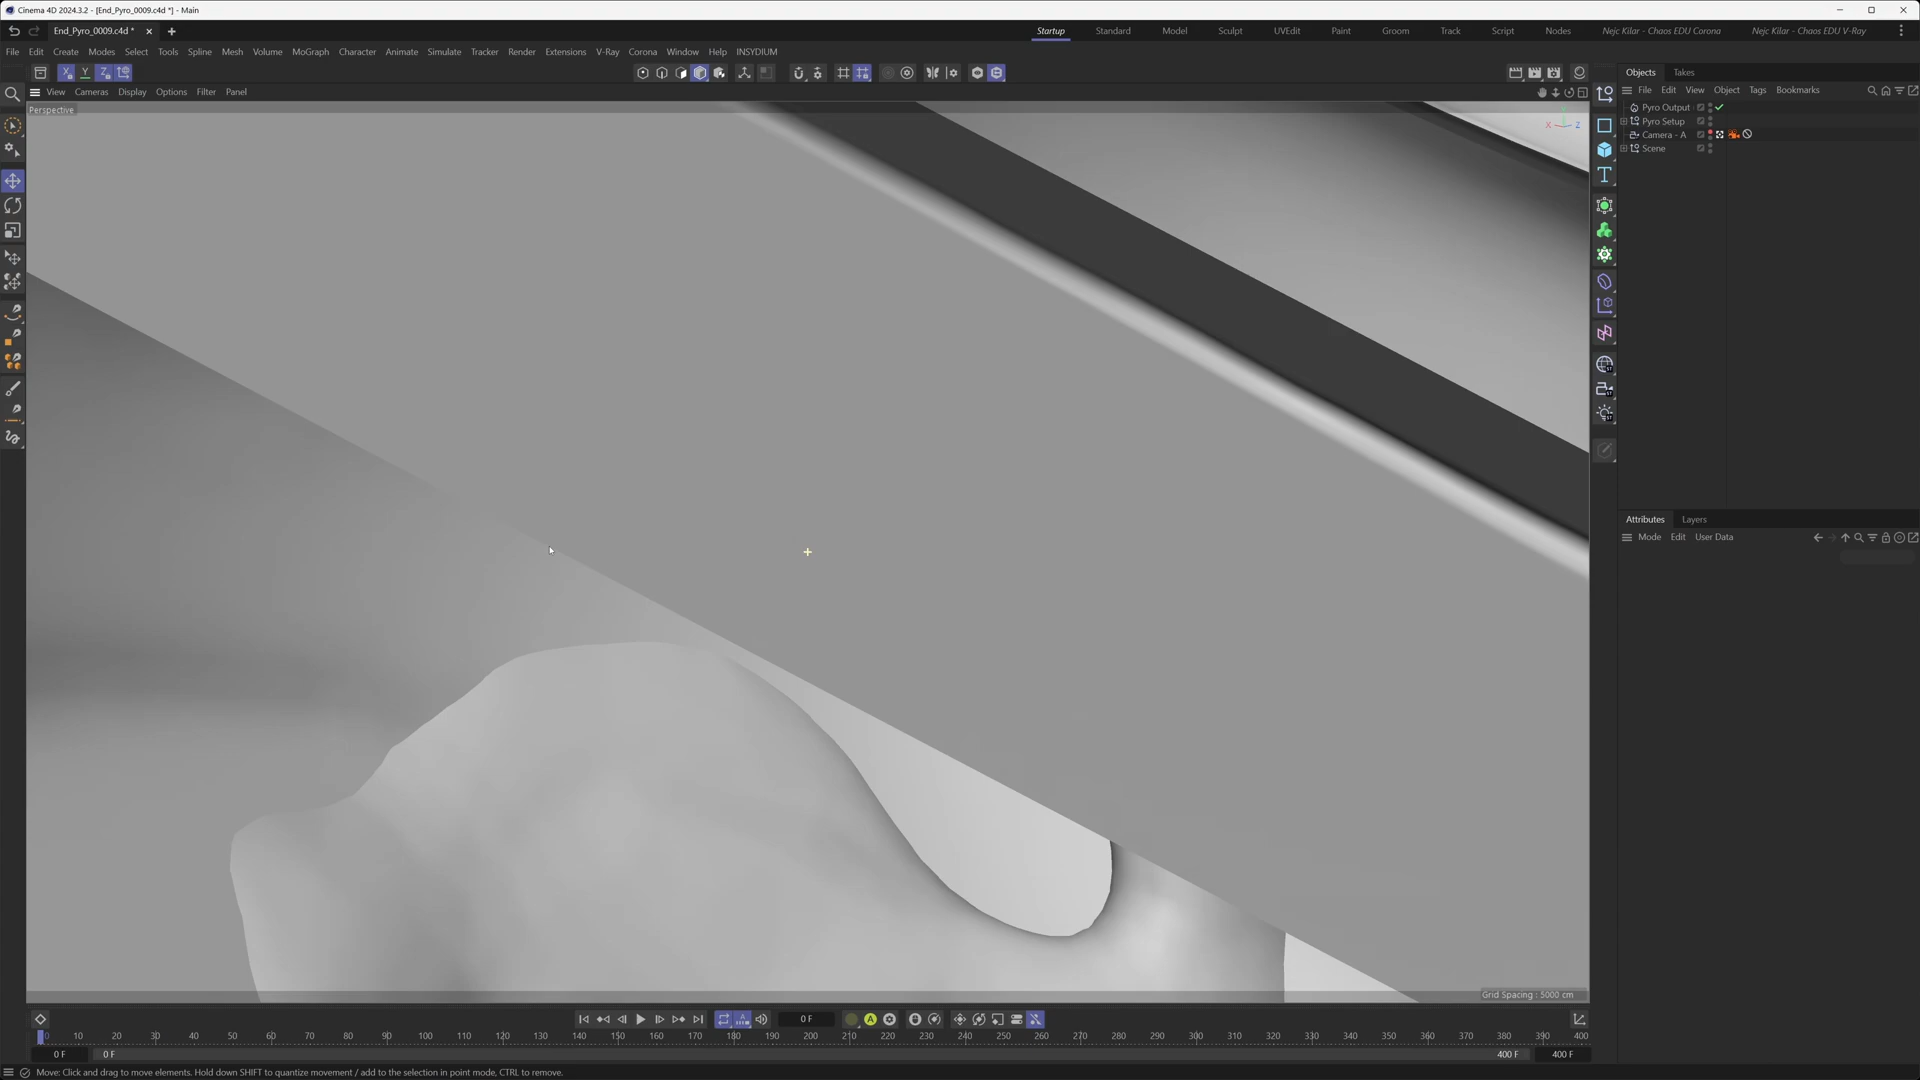 Cinema 4D 2024.3.2 - [End_Pyro_0009.c4d *] - Main
End_Pyro_0009.c4d *
Startup Standard Model Sculpt UVEdit Paint Groom Track Script Nodes Nejc Kilar - Chaos EDU Corona Nejc Kilar - Chaos EDU V-Ray
File Edit Create Modes Select Tools Spline Mesh Volume MoGraph Character Animate Simulate Tracker Render Extensions V-Ray Corona Window Help INSYDIUM
X Y Z
Objects Takes
View Cameras Display Options Filter Panel
File Edit View Object Tags Bookmarks
Perspective
X Z
Pyro Output
Pyro Setup
Camera - A
Scene
Attributes Layers
Mode Edit User Data
Grid Spacing : 5000 cm
0 F
0 10 20 30 40 50 60 70 80 90 100 110 120 130 140 150 160 170 180 190 200 210 220 230 240 250 260 270 280 290 300 310 320 330 340 350 360 370 380 390 400
0 F 0 F 400 F 400 F
Move: Click and drag to move elements. Hold down SHIFT to quantize movement / add to the selection in point mode, CTRL to remove.